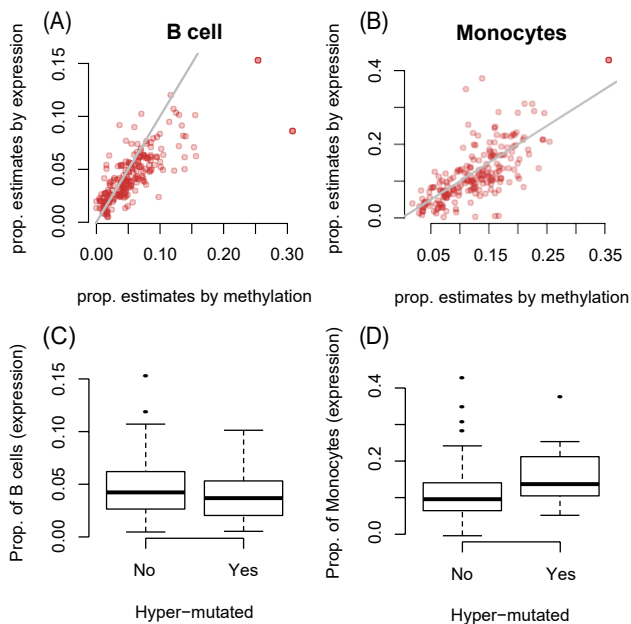 (A)
B cell
prop. estimates by expression
0.00
0.05
0.10
0.15
0.00
0.10
0.20
0.30
prop. estimates by methylation
(B)
Monocytes
prop. estimates by expression
0.0
0.2
0.4
0.05
0.15
0.25
0.35
prop. estimates by methylation
(C)
Prop. of B cells (expression)
0.00
0.05
0.10
0.15
No
Yes
Hyper−mutated
(D)
Prop. of Monocytes (expression)
0.0
0.2
0.4
No
Yes
Hyper−mutated